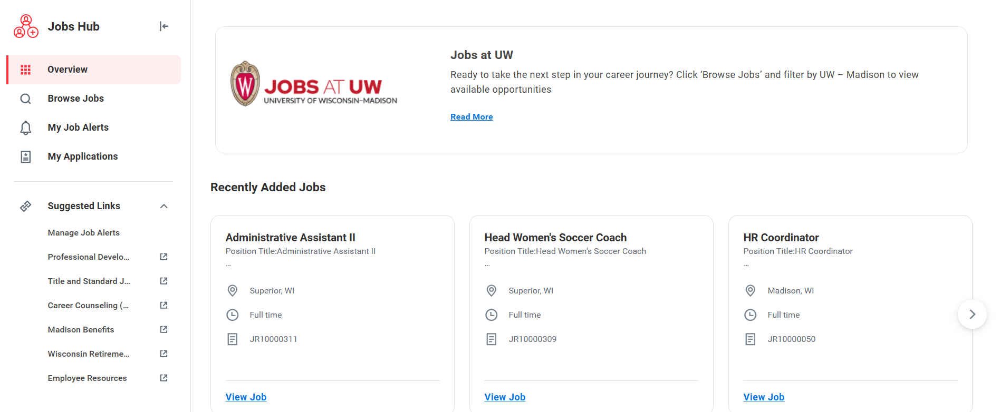 Jobs Hub
Overview
Browse Jobs
My Job Alerts
My Applications
Suggested Links
Manage Job Alerts
Professional Develo...
Title and Standard J...
Career Counseling (...
Madison Benefits
Wisconsin Retireme...
Employee Resources
W
JOBS AT UW
UNIVERSITY OF WISCONSIN–MADISON
Jobs at UW
Ready to take the next step in your career journey? Click ‘Browse Jobs’ and filter by UW – Madison to view
available opportunities
Read More
Recently Added Jobs
Administrative Assistant II
Position Title:Administrative Assistant II
...
Superior, WI
Full time
JR10000311
View Job
Head Women's Soccer Coach
Position Title:Head Women's Soccer Coach
...
Superior, WI
Full time
JR10000309
View Job
HR Coordinator
Position Title:HR Coordinator
...
Madison, WI
Full time
JR10000050
View Job